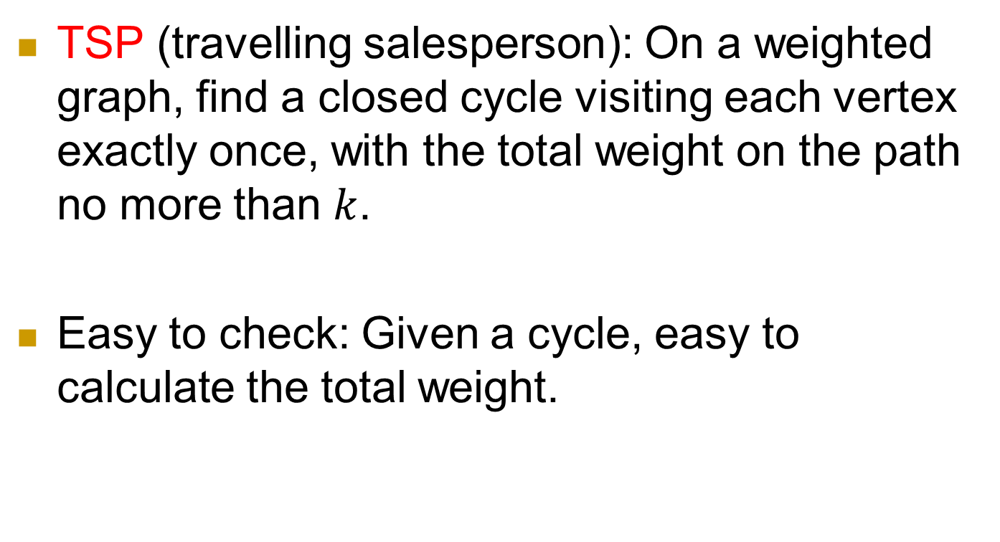 TSP (travelling salesperson): On a weighted
graph, find a closed cycle visiting each vertex
exactly once, with the total weight on the path
no more than 𝑘.
Easy to check: Given a cycle, easy to
calculate the total weight.